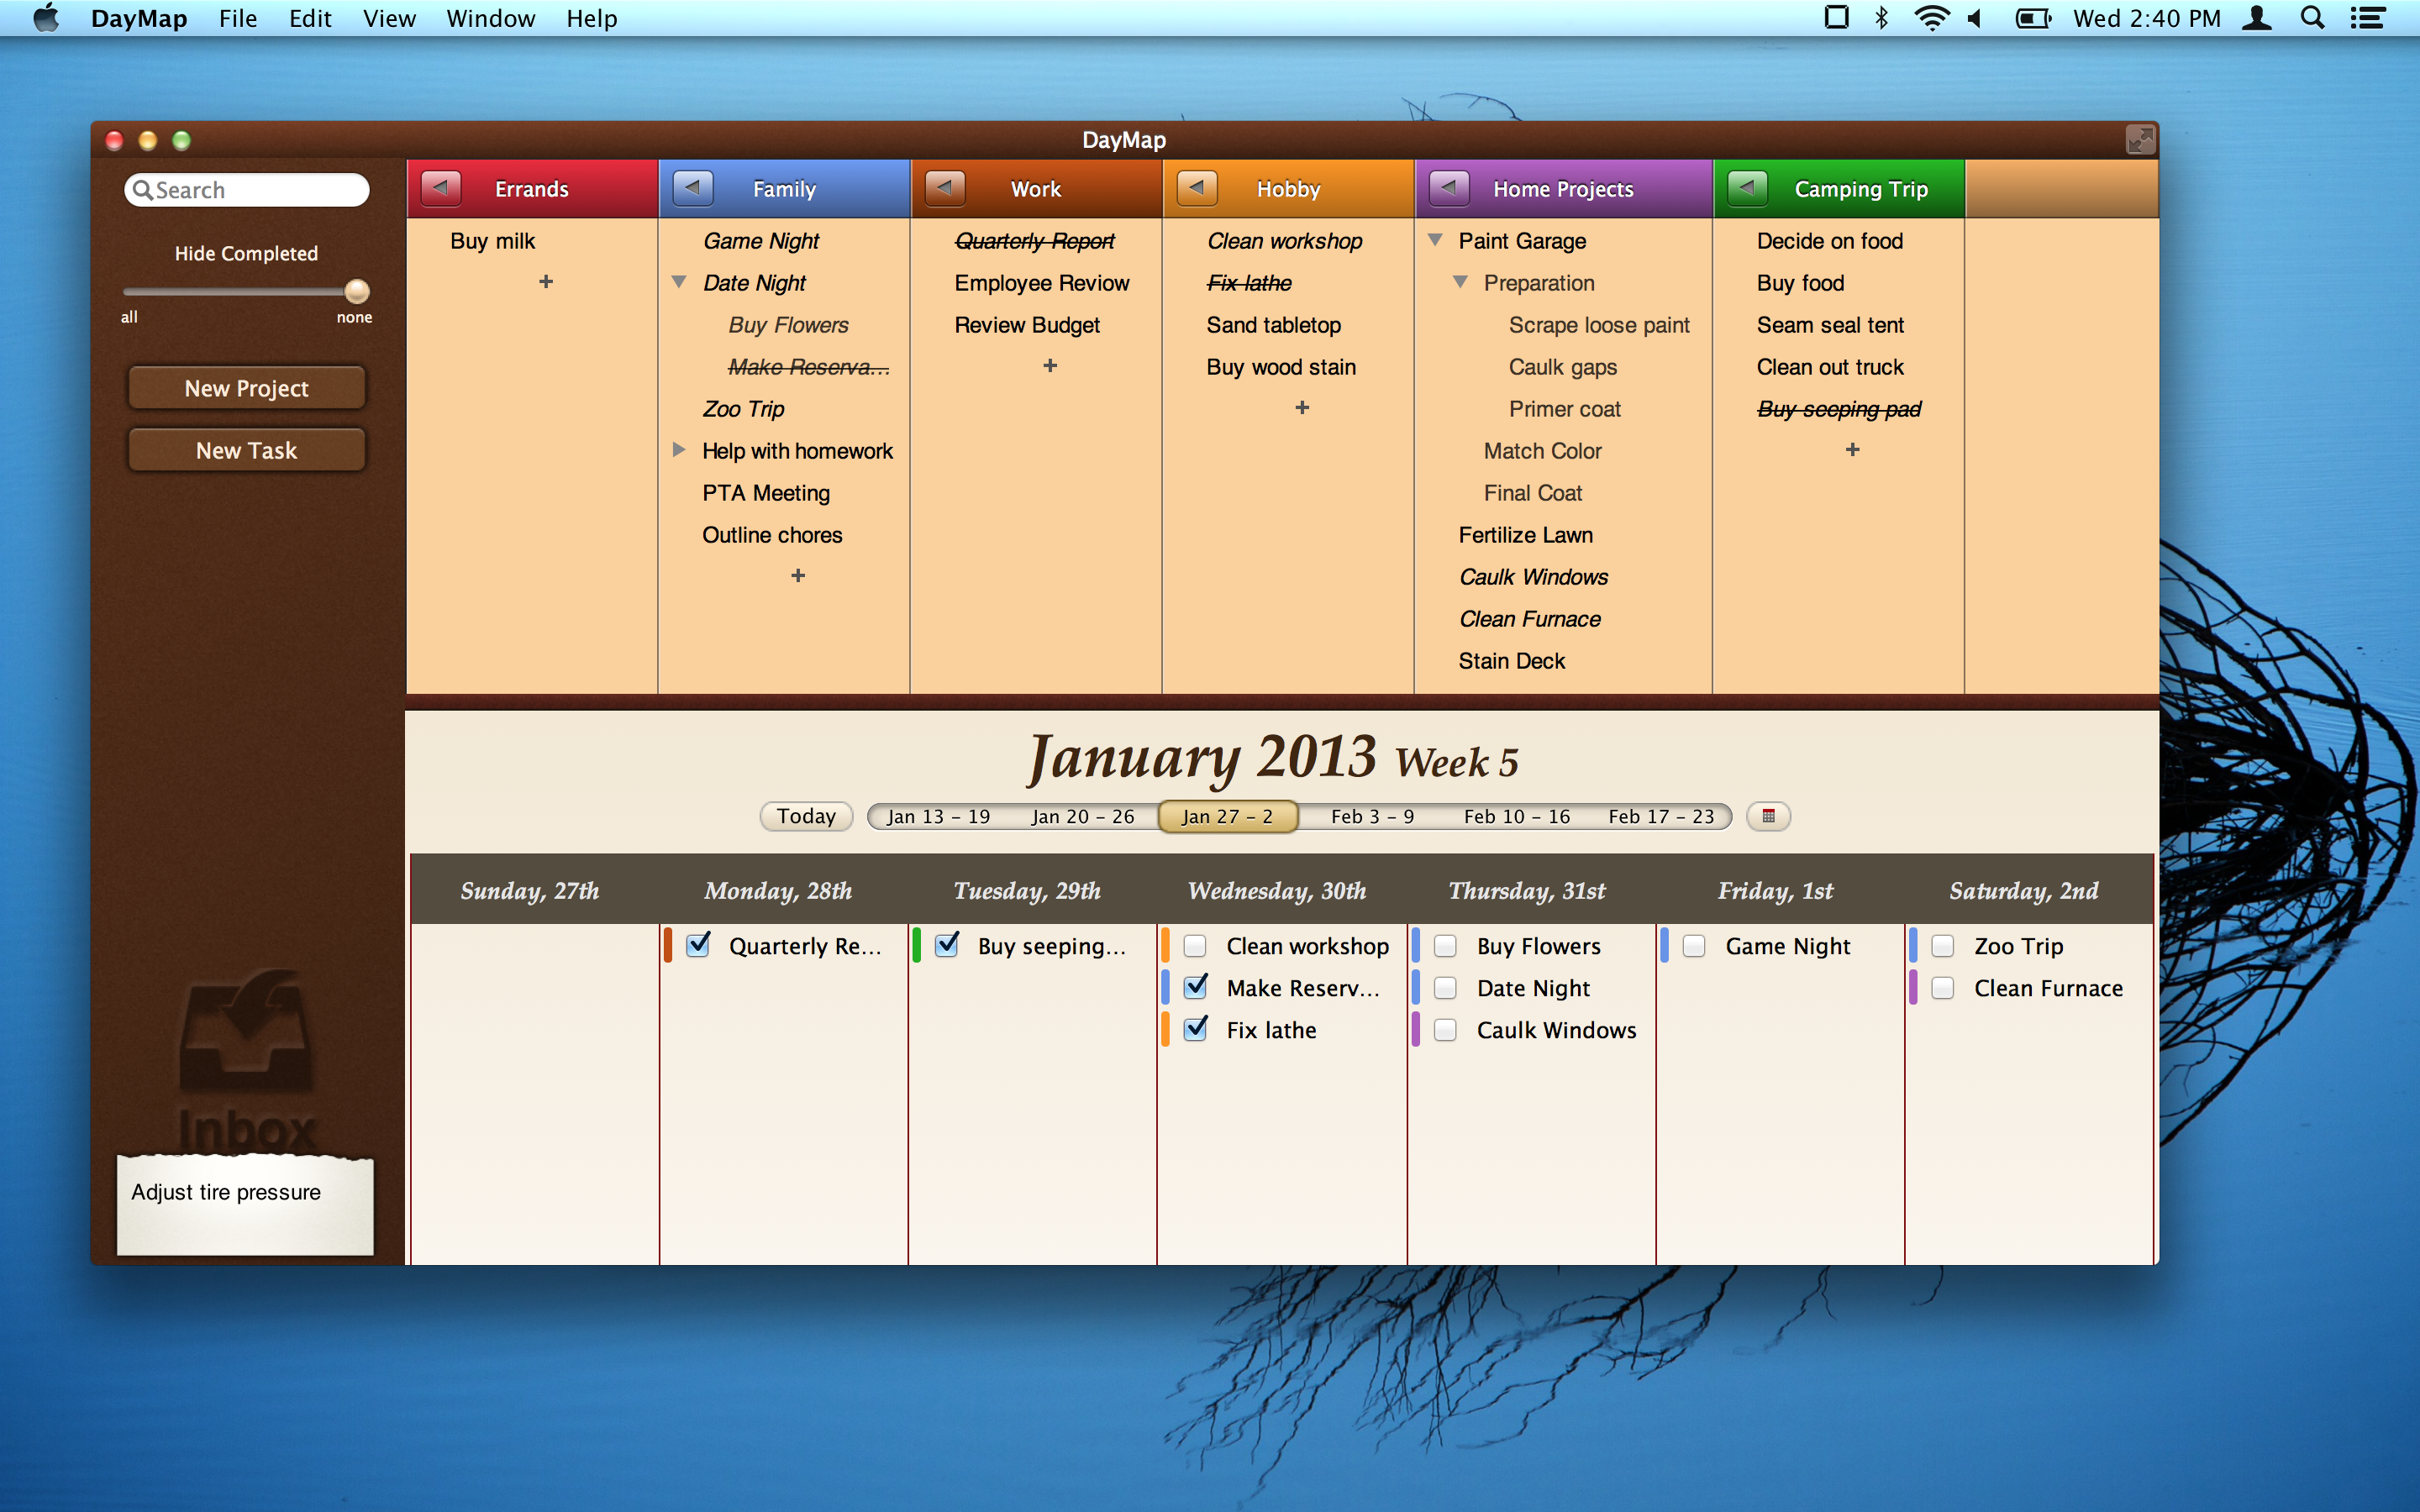 DayMap File Edit View Window Help Wed 2:40 PM
DayMap
Search
Hide Completed
all none
New Project
New Task
Inbox
Adjust tire pressure
Errands
Buy milk
+
Family
Game Night
Date Night
Buy Flowers
Make Reserva...
Zoo Trip
Help with homework
PTA Meeting
Outline chores
+
Work
Quarterly Report
Employee Reviow
Review Budget
+
Hobby
Clean workshop
Fix lathe
Sand tabletop
Buy wood stain
+
Home Projects
Paint Garage
Preparation
Scrape loose paint
Caulk gaps
Primer coat
Match Color
Final Coat
Fertilize Lawn
Caulk Windows
Clean Furnace
Stain Deck
Camping Trip
Decide on food
Buy food
Seam seal tent
Clean out truck
Buy seeping pad
+
January 2013 Week 5
Today Jan 13 – 19 Jan 20 – 26 Jan 27 – 2 Feb 3 – 9 Feb 10 – 16 Feb 17 – 23
Sunday, 27th
Monday, 28th
Quarterly Re...
Tuesday, 29th
Buy seeping...
Wednesday, 30th
Clean workshop
Make Reserv...
Fix lathe
Thursday, 31st
Buy Flowers
Date Night
Caulk Windows
Friday, 1st
Game Night
Saturday, 2nd
Zoo Trip
Clean Furnace